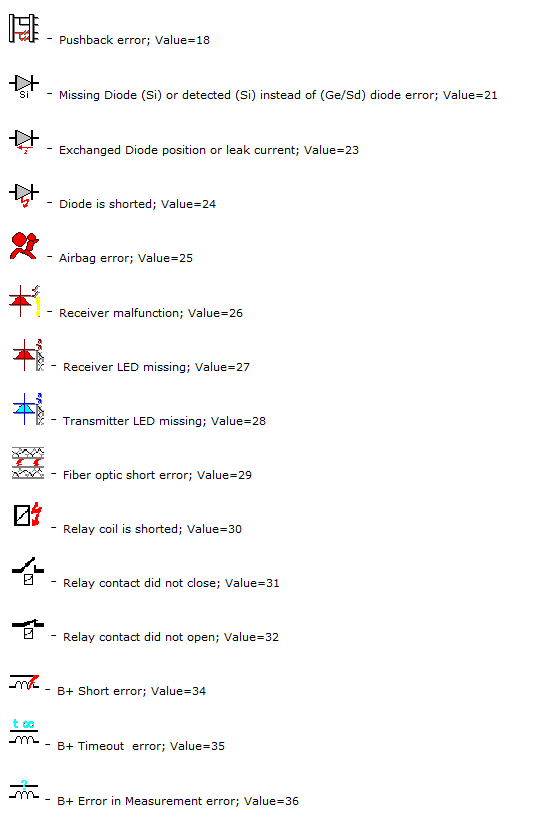 - Pushback error; Value=18
Si
- Missing Diode (Si) or detected (Si) instead of (Ge/Sd) diode error; Value=21
- Exchanged Diode position or leak current; Value=23
- Diode is shorted; Value=24
- Airbag error; Value=25
- Receiver malfunction; Value=26
- Receiver LED missing; Value=27
- Transmitter LED missing; Value=28
- Fiber optic short error; Value=29
- Relay coil is shorted; Value=30
- Relay contact did not close; Value=31
- Relay contact did not open; Value=32
- B+ Short error; Value=34
t ∞
- B+ Timeout  error; Value=35
?
- B+ Error in Measurement error; Value=36